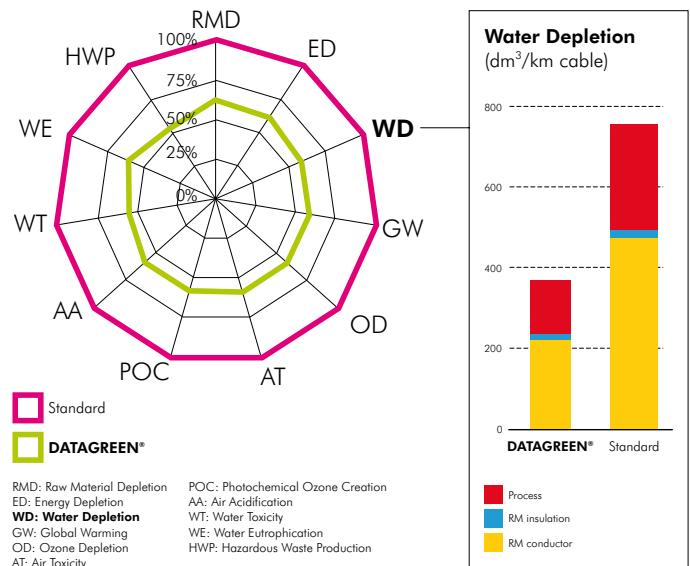 RMD
100%
ED
HWP
75%
50%
WE
WD
25%
0%
WT
GW
AA
OD
POC
AT
Standard
DATAGREEN®
RMD: Raw Material Depletion
ED: Energy Depletion
WD: Water Depletion
GW: Global Warming
OD: Ozone Depletion
AT: Air Toxicity
POC: Photochemical Ozone Creation
AA: Air Acidification
WT: Water Toxicity
WE: Water Eutrophication
HWP: Hazardous Waste Production
Water Depletion
(dm³/km cable)
800
600
400
200
0
DATAGREEN® Standard
Process
RM insulation
RM conductor